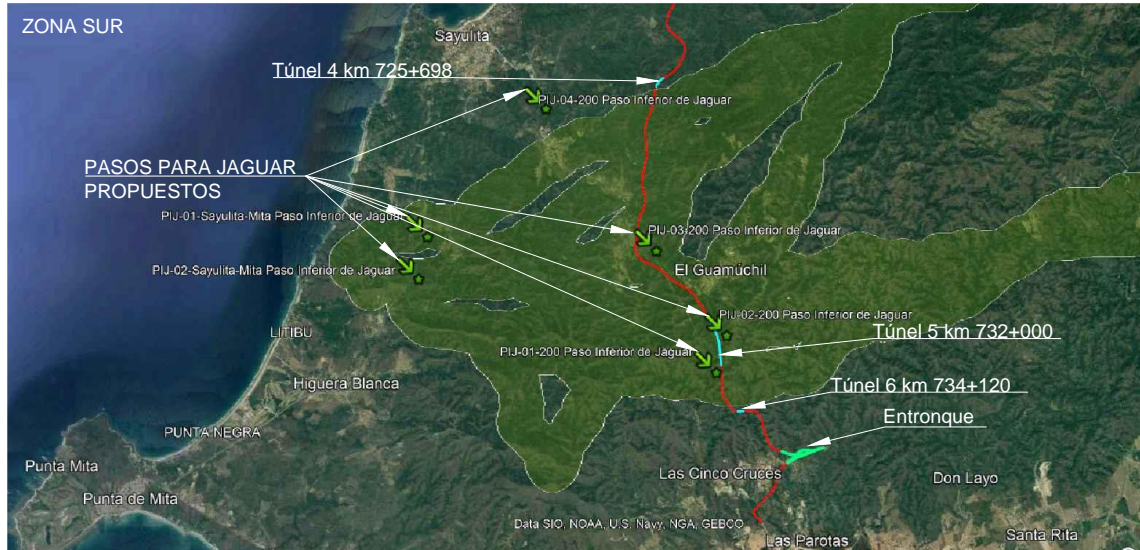 ZONA SUR
Sayulita
Túnel 4 km 725+698
PIJ-04-200 Paso Inferior de Jaguar
PASOS PARA JAGUAR
PROPUESTOS
PIJ-01-Sayulita-Mita Paso Inferior de Jaguar
PIJ-03-200 Paso Inferior de Jaguar
PIJ-02-Sayulita-Mita Paso Inferior de Jaguar
El Guamúchil
PIJ-02-200 Paso Inferior de Jaguar
LITIBU
Túnel 5 km 732+000
PIJ-01-200 Paso Inferior de Jaguar
Higuera Blanca
Túnel 6 km 734+120
Entronque
PUNTA NEGRA
Punta Mita
Las Cinco Cruces
Don Layo
Punta de Mita
Data SIO, NOAA, U.S. Navy, NGA, GEBCO
Las Parotas
Santa Rita